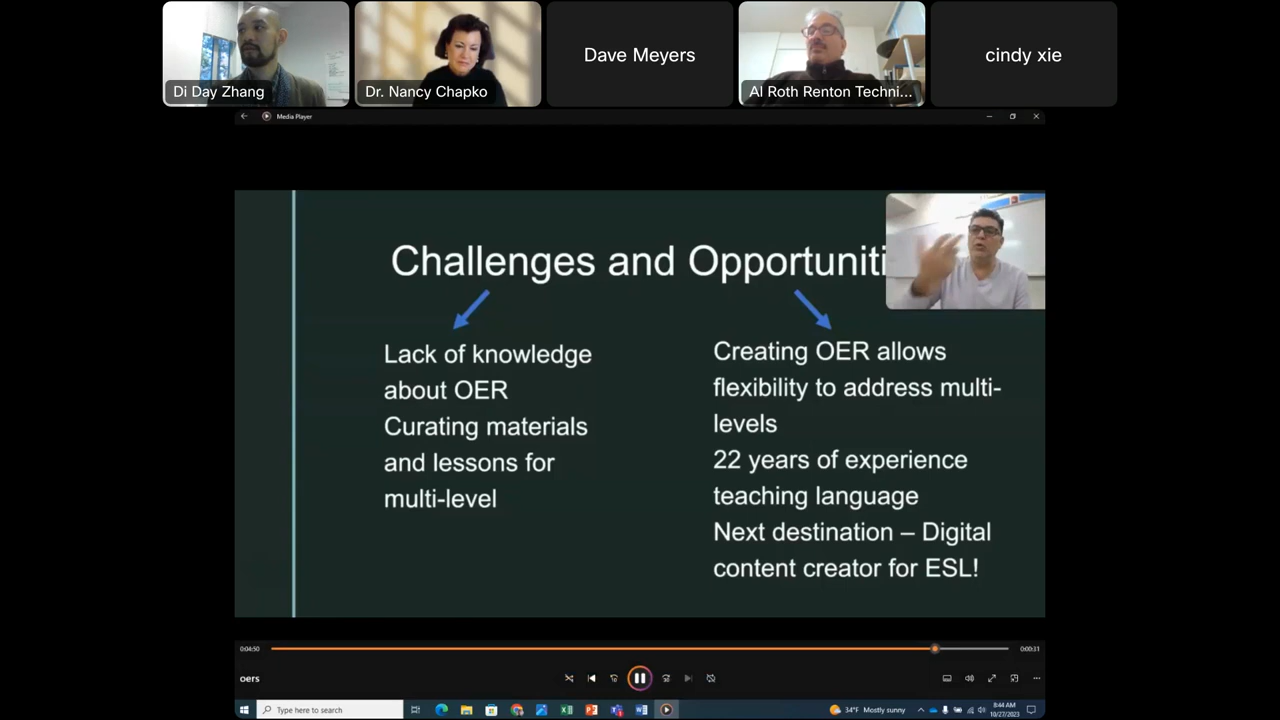 Di Day Zhang
Dr. Nancy Chapko
Dave Meyers
Al Roth Renton Techni...
cindy xie
Media Player
Challenges and Opportuniti
Lack of knowledge
about OER
Curating materials
and lessons for
multi-level
Creating OER allows
flexibility to address multi-
levels
22 years of experience
teaching language
Next destination – Digital
content creator for ESL!
0:04:50
0:00:31
oers
Type here to search
34°F Mostly sunny
8:44 AM
10/27/2023